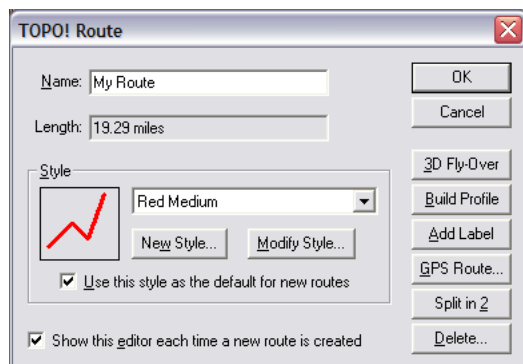 TOPO! Route
Name: My Route
Length: 19.29 miles
Style
Red Medium
New Style... Modify Style...
Use this style as the default for new routes
Show this editor each time a new route is created
OK
Cancel
3D Fly-Over
Build Profile
Add Label
GPS Route...
Split in 2
Delete...